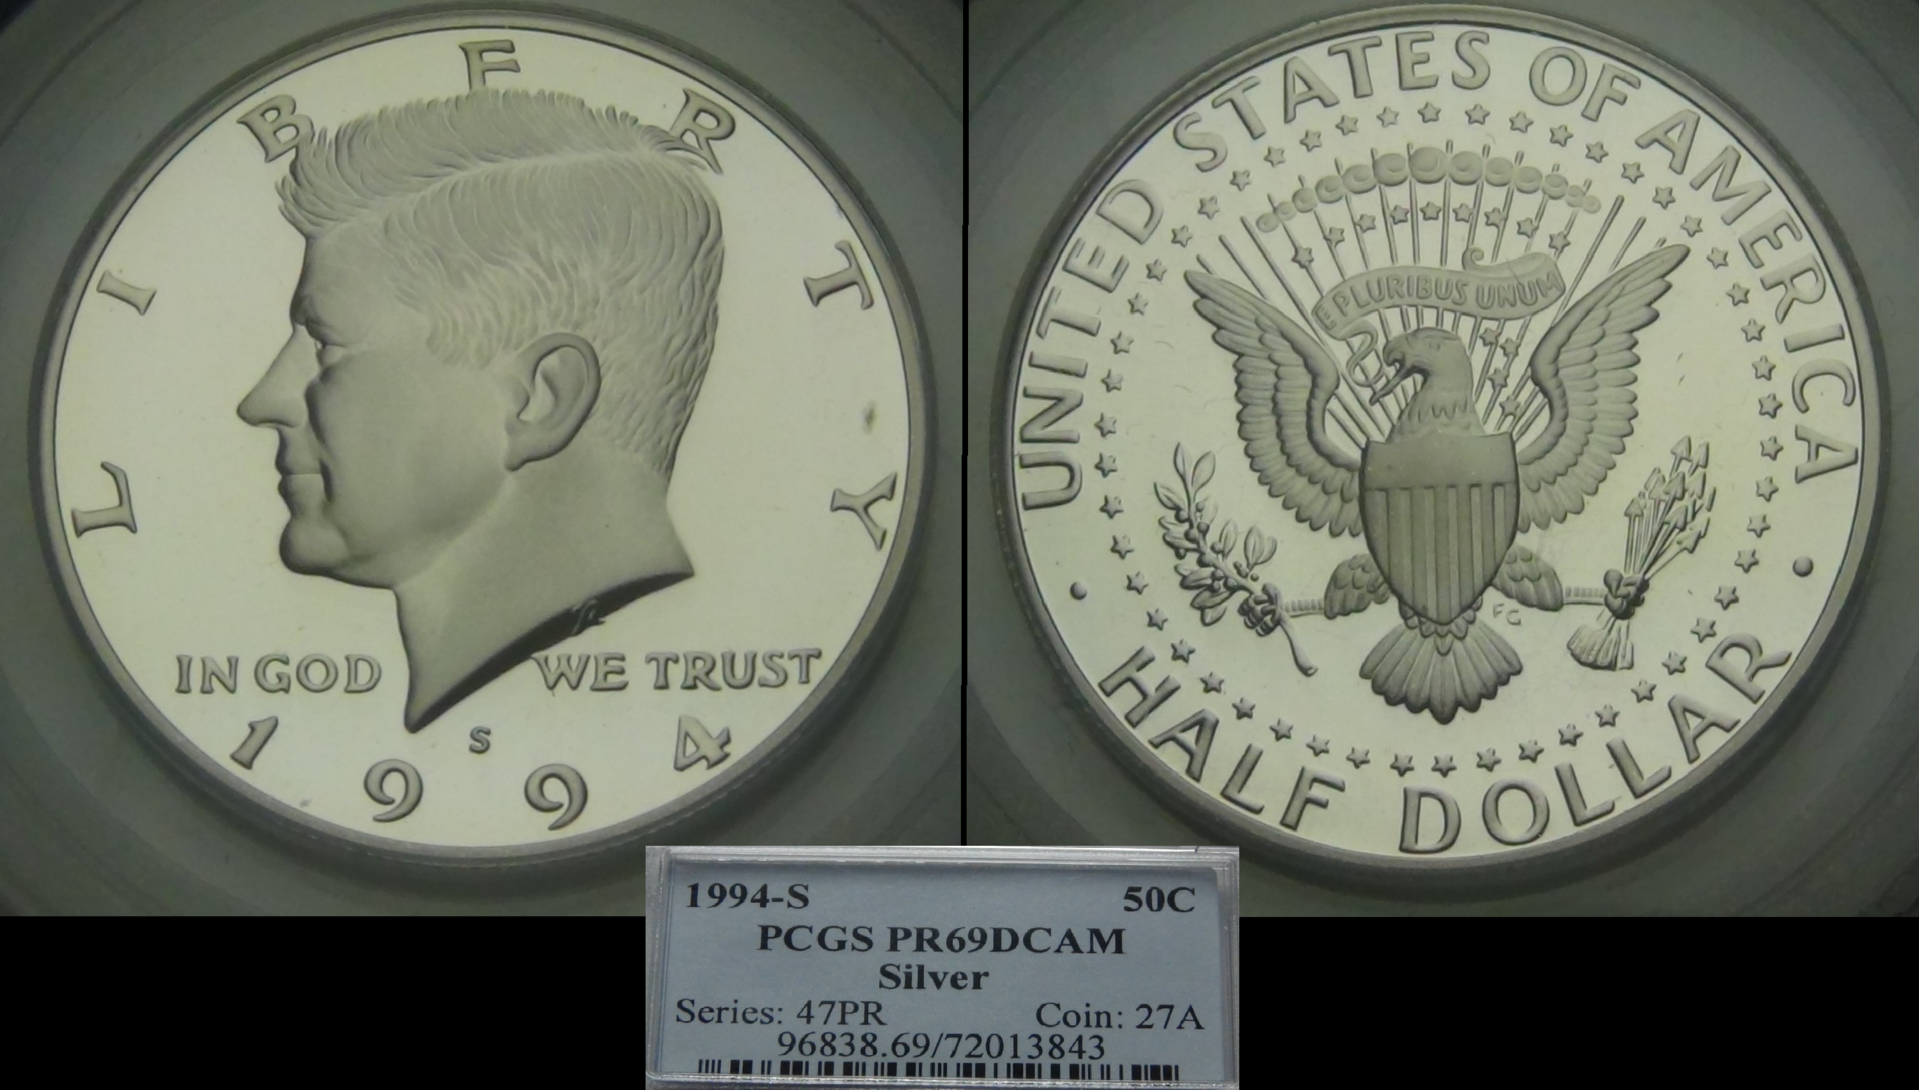 LIBERTY
IN GOD WE TRUST
S
1994
UNITED STATES OF AMERICA
E PLURIBUS UNUM
FG
HALF DOLLAR
1994-S 50C
PCGS PR69DCAM
Silver
Series: 47PR Coin: 27A
96838.69/72013843